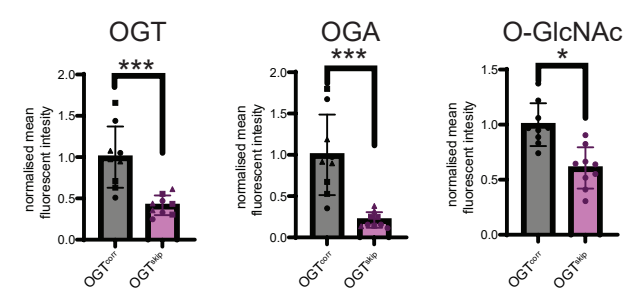 OGT
***
2.0
1.5
1.0
0.5
0.0
normalised mean
fluorescent intesity
OGTcorr
OGTskip
OGA
***
2.0
1.5
1.0
0.5
0.0
normalised mean
fluorescent intesity
OGTcorr
OGTskip
O-GlcNAc
*
1.5
1.0
0.5
0.0
normalised mean
fluorescent intesity
OGTcorr
OGTskip